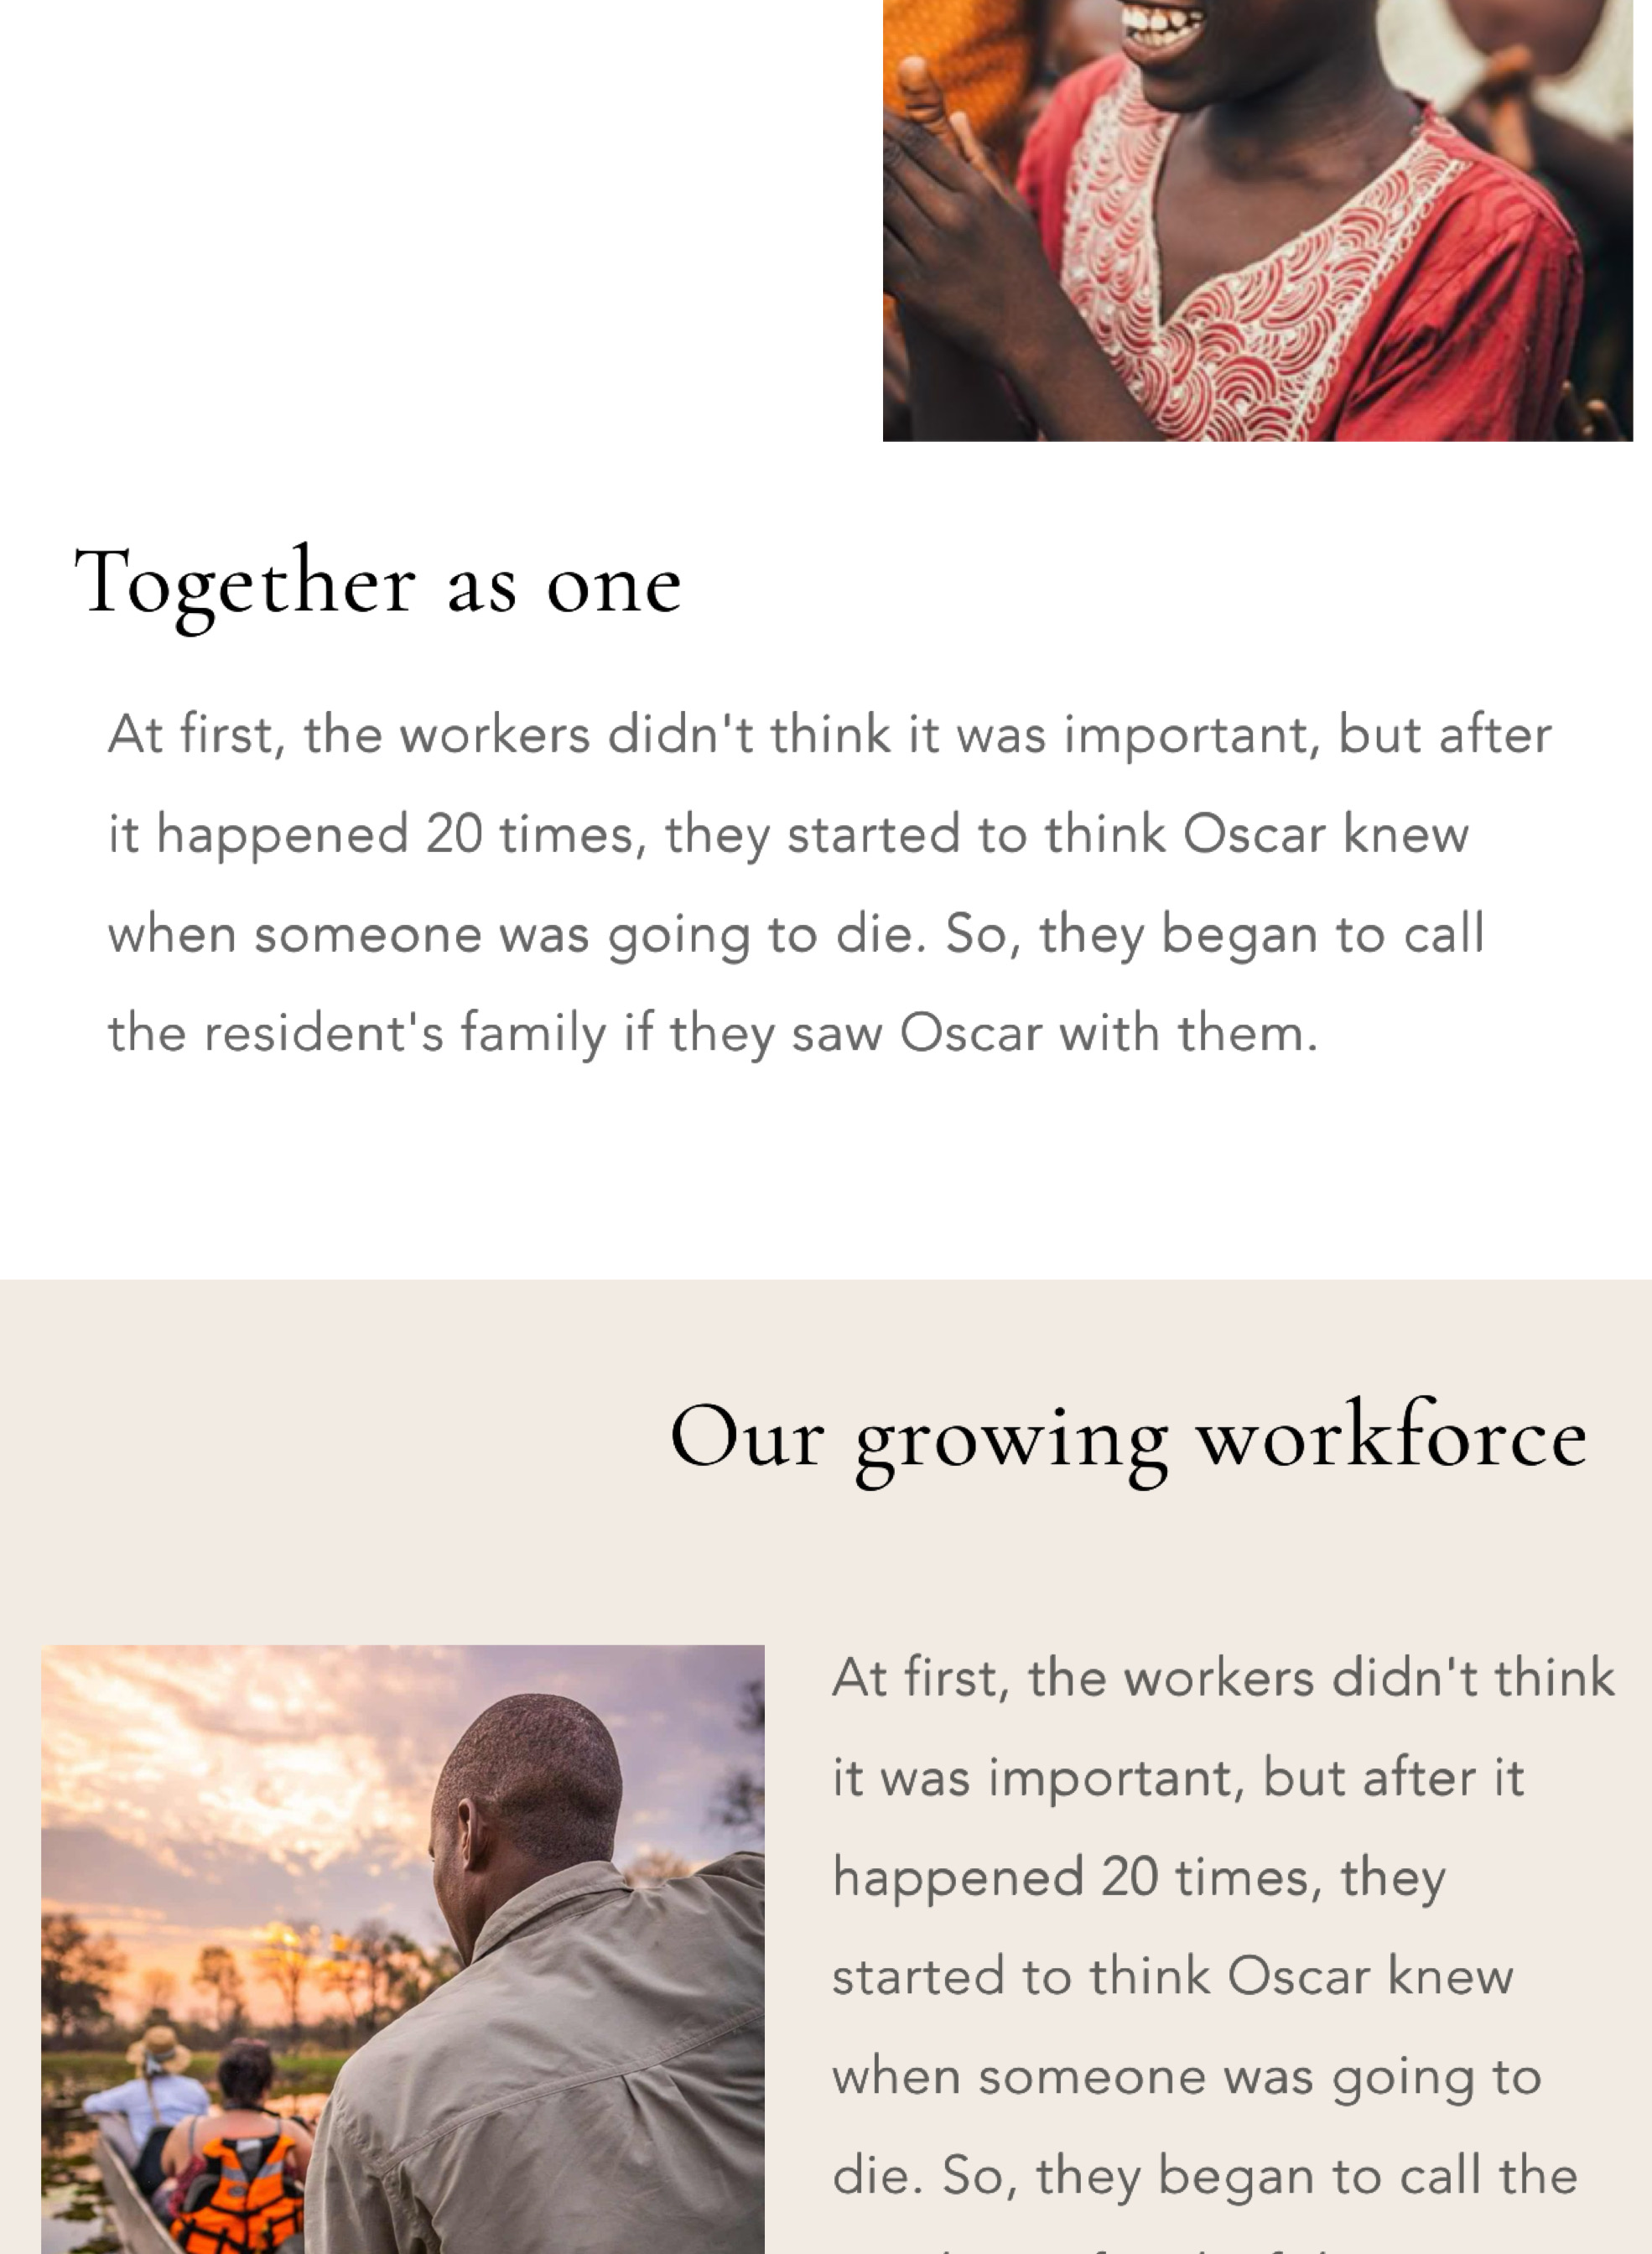 Together as one
At first, the workers didn't think it was important, but after
it happened 20 times, they started to think Oscar knew
when someone was going to die. So, they began to call
the resident's family if they saw Oscar with them.
Our growing workforce
At first, the workers didn't think
it was important, but after it
happened 20 times, they
started to think Oscar knew
when someone was going to
die. So, they began to call the